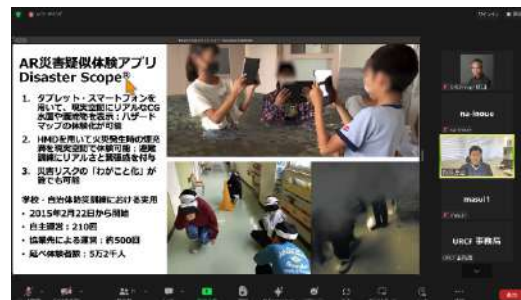 AR災害疑似体験アプリ
Disaster Scope®
1. タブレット・スマートフォンを
用いて、現実空間にリアルなCG
水面や漂流物を表示：ハザード
マップの体験化が可能
2. HMDを用いて火災発生時の煙充
満を現実空間で体験可能：避難
訓練にリアルさと緊張感を付与
3. 災害リスクの「わがこと化」が
誰でも可能
学校・自治体防災訓練における実用
・2015年2月22日から開始
・自主運営：210回
・協業先による運営：約500回
・延べ体験者数：5万2千人
na-inoue
masui1
URCF 事務局